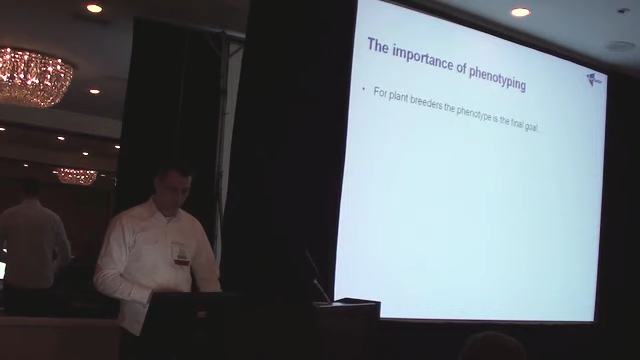 The importance of phenotyping
• For plant breeders the phenotype is the final goal...